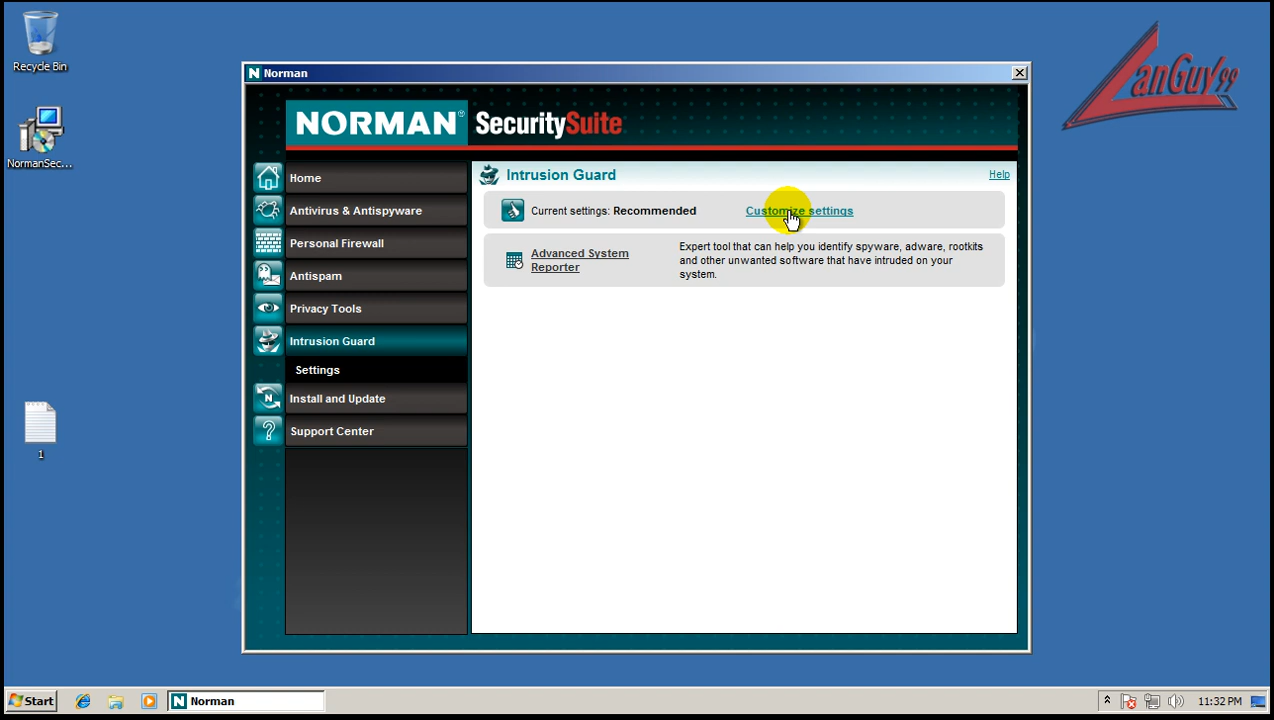 Recycle Bin
NormanSec...
1
LanGuy99
Norman
NORMAN® SecuritySuite
Home
Antivirus & Antispyware
Personal Firewall
Antispam
Privacy Tools
Intrusion Guard
Settings
Install and Update
Support Center
Intrusion Guard
Help
Current settings: Recommended
Customize settings
Advanced System
Reporter
Expert tool that can help you identify spyware, adware, rootkits
and other unwanted software that have intruded on your
system.
Start
Norman
11:32 PM